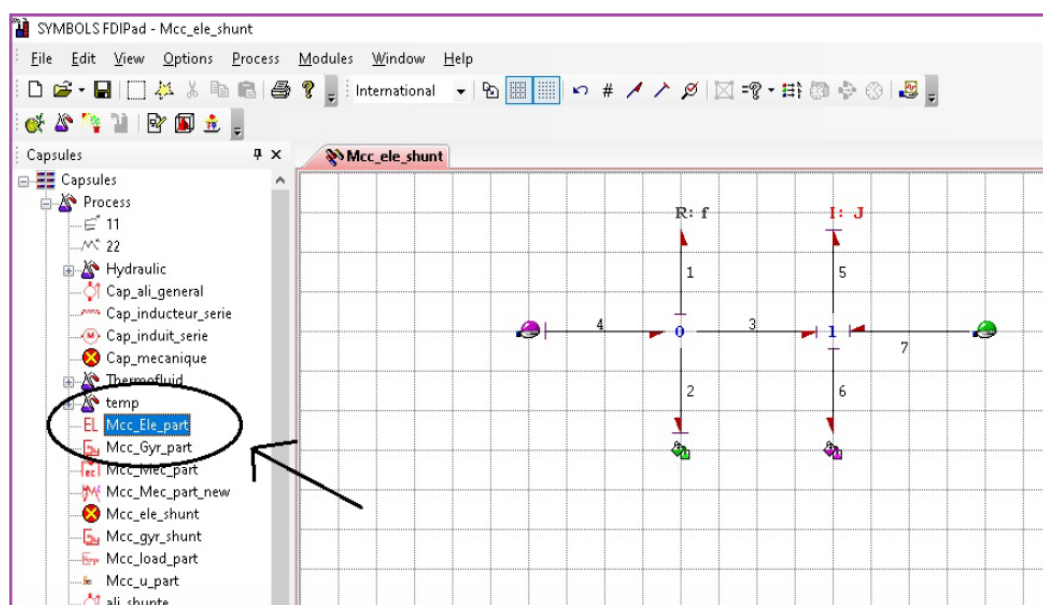 SYMBOLS FDIPad - Mcc_ele_shunt
File Edit View Options Process Modules Window Help
International
Capsules
Mcc_ele_shunt
Capsules
Process
11
22
Hydraulic
Cap_ali_general
Cap_inducteur_serie
Cap_induit_serie
Cap_mecanique
Thermofluid
temp
EL Mcc_Ele_part
Mcc_Gyr_part
Mcc_Mec_part
Mcc_Mec_part_new
Mcc_ele_shunt
Mcc_gyr_shunt
Mcc_load_part
Mcc_u_part
ali_shunte
R: f I: J
1 5
4 0 3 1 7
2 6